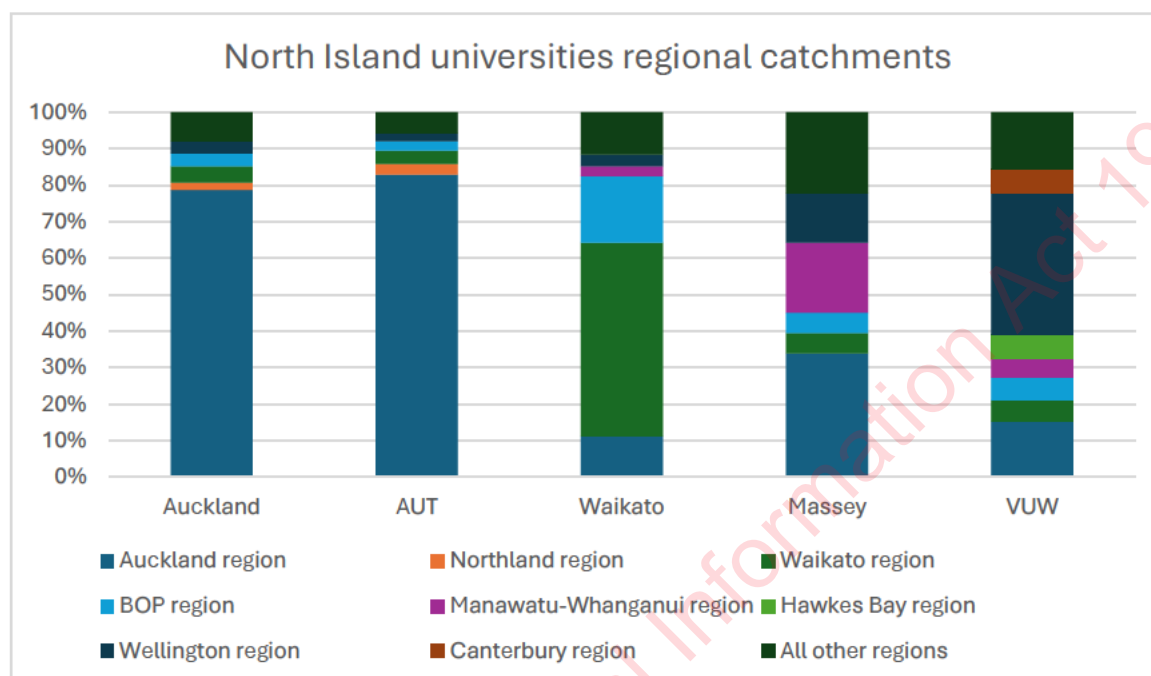 North Island universities regional catchments
100%
90%
80%
70%
60%
50%
40%
30%
20%
10%
0%
Auckland AUT Waikato Massey VUW
Auckland region Northland region Waikato region
BOP region Manawatu-Whanganui region Hawkes Bay region
Wellington region Canterbury region All other regions
Information Act